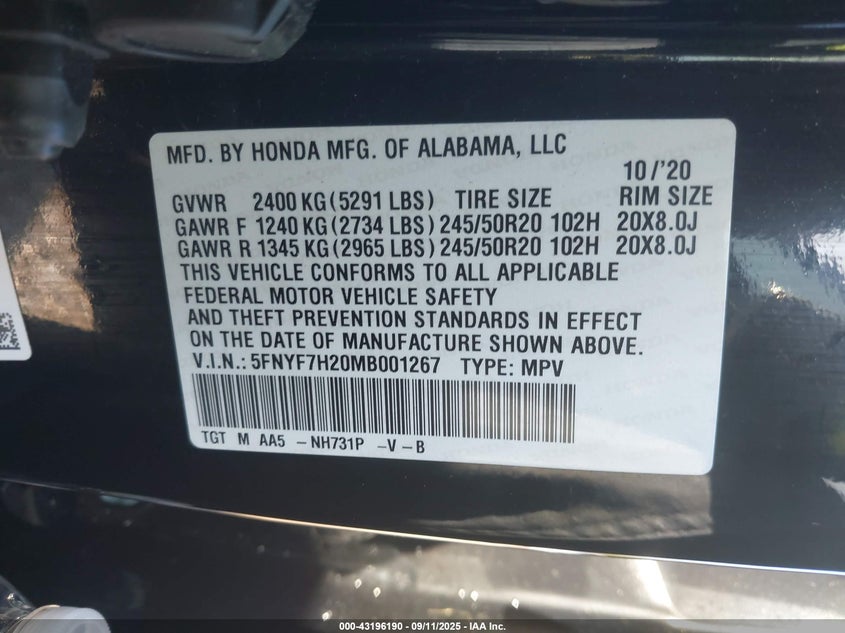 MFD. BY HONDA MFG. OF ALABAMA, LLC
10/'20
GVWR 2400 KG (5291 LBS) TIRE SIZE RIM SIZE
GAWR F 1240 KG (2734 LBS) 245/50R20 102H 20X8.0J
GAWR R 1345 KG (2965 LBS) 245/50R20 102H 20X8.0J
THIS VEHICLE CONFORMS TO ALL APPLICABLE
FEDERAL MOTOR VEHICLE SAFETY
AND THEFT PREVENTION STANDARDS IN EFFECT
ON THE DATE OF MANUFACTURE SHOWN ABOVE.
V.I.N.: 5FNYF7H20MB001267 TYPE: MPV
TGT M AA5 -NH731P -V-B
000-43196190 - 09/11/2025 - IAA Inc.